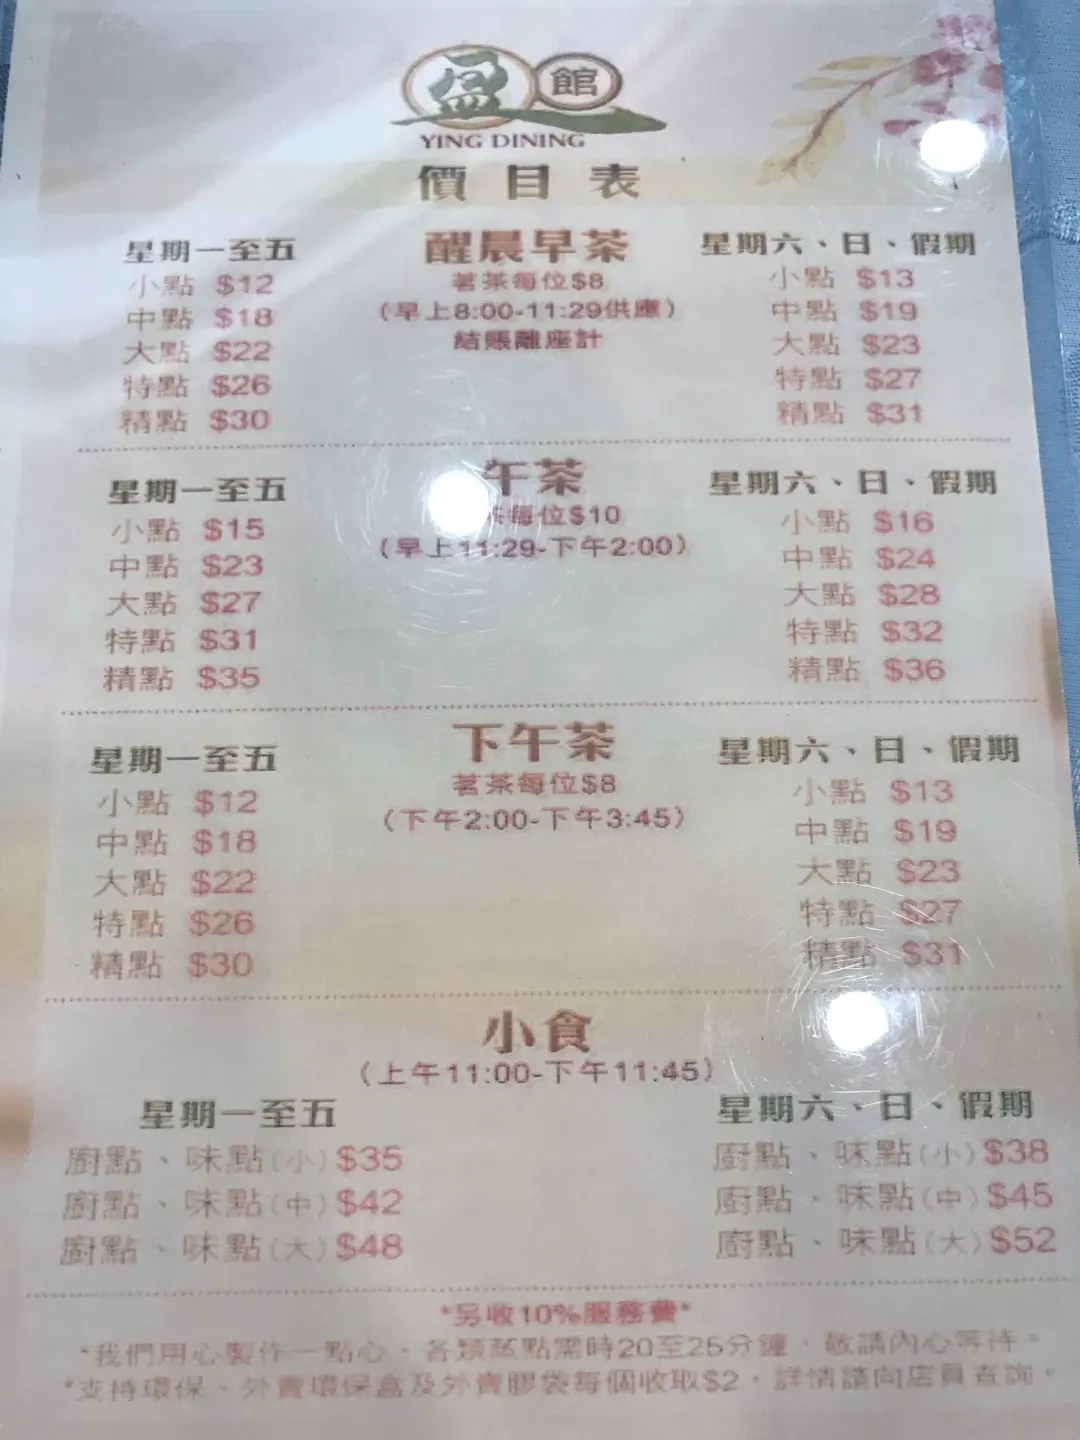 盈館
YING DINING
價目表
醒晨早茶
茗茶每位$8
(早上8:00-11:29供應)
結賬離座計
星期一至五
小點 $12
中點 $18
大點 $22
特點 $26
精點 $30
星期六、日、假期
小點 $13
中點 $19
大點 $23
特點 $27
精點 $31
午茶
茶每位$10
(早上11:29-下午2:00)
星期一至五
小點 $15
中點 $23
大點 $27
特點 $31
精點 $35
星期六、日、假期
小點 $16
中點 $24
大點 $28
特點 $32
精點 $36
下午茶
茗茶每位$8
(下午2:00-下午3:45)
星期一至五
小點 $12
中點 $18
大點 $22
特點 $26
精點 $30
星期六、日、假期
小點 $13
中點 $19
大點 $23
特點 $27
精點 $31
小食
(上午11:00-下午11:45)
星期一至五
廚點、味點(小) $35
廚點、味點(中) $42
廚點、味點(大) $48
星期六、日、假期
廚點、味點(小) $38
廚點、味點(中) $45
廚點、味點(大) $52
*另收10%服務費*
*我們用心製作一點心。各類蒸點需時20至25分鐘，敬請內心等待。
*支持環保，外賣環保盒及外賣膠袋每個收取$2，詳情請向店員查詢。